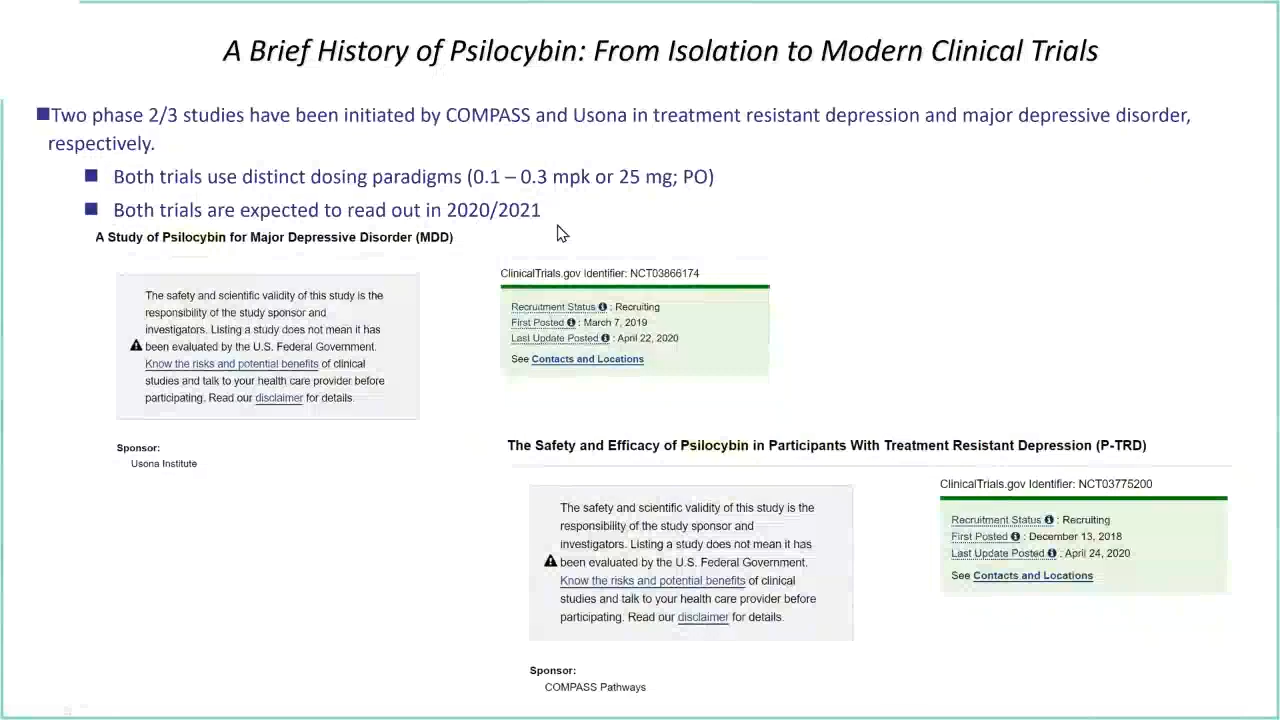 A Brief History of Psilocybin: From Isolation to Modern Clinical Trials
Two phase 2/3 studies have been initiated by COMPASS and Usona in treatment resistant depression and major depressive disorder,
respectively.
Both trials use distinct dosing paradigms (0.1 – 0.3 mpk or 25 mg; PO)
Both trials are expected to read out in 2020/2021
A Study of Psilocybin for Major Depressive Disorder (MDD)
The safety and scientific validity of this study is the
responsibility of the study sponsor and
investigators. Listing a study does not mean it has
been evaluated by the U.S. Federal Government.
Know the risks and potential benefits of clinical
studies and talk to your health care provider before
participating. Read our disclaimer for details.
ClinicalTrials.gov Identifier: NCT03866174
Recruitment Status : Recruiting
First Posted : March 7, 2019
Last Update Posted : April 22, 2020
See Contacts and Locations
Sponsor:
Usona Institute
The Safety and Efficacy of Psilocybin in Participants With Treatment Resistant Depression (P-TRD)
The safety and scientific validity of this study is the
responsibility of the study sponsor and
investigators. Listing a study does not mean it has
been evaluated by the U.S. Federal Government.
Know the risks and potential benefits of clinical
studies and talk to your health care provider before
participating. Read our disclaimer for details.
ClinicalTrials.gov Identifier: NCT03775200
Recruitment Status : Recruiting
First Posted : December 13, 2018
Last Update Posted : April 24, 2020
See Contacts and Locations
Sponsor:
COMPASS Pathways